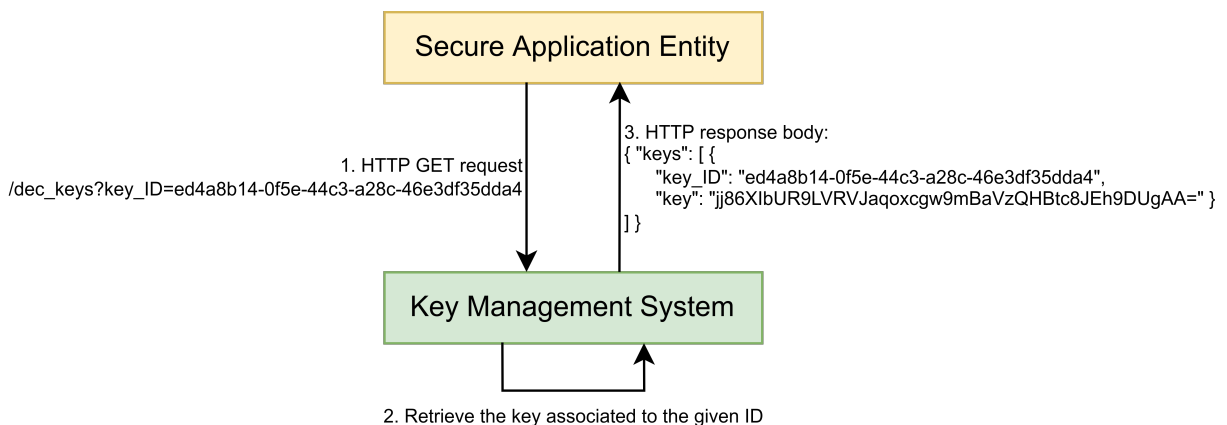 Secure Application Entity
1. HTTP GET request
/dec_keys?key_ID=ed4a8b14-0f5e-44c3-a28c-46e3df35dda4
3. HTTP response body:
{ "keys": [ {
"key_ID": "ed4a8b14-0f5e-44c3-a28c-46e3df35dda4",
"key": "jj86XIbUR9LVRVJaqoxcgw9mBaVzQHBtc8JEh9DUgAA=" }
] }
Key Management System
2. Retrieve the key associated to the given ID